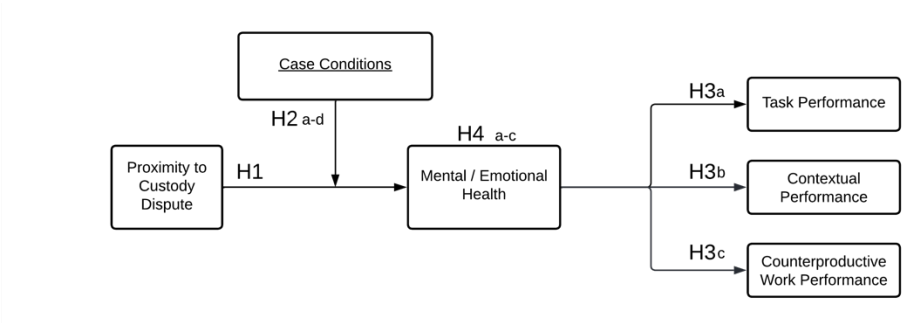 Case Conditions
H2 a-d
Proximity to
Custody
Dispute
H1
H4 a-c
Mental / Emotional
Health
H3a
Task Performance
H3b
Contextual
Performance
H3c
Counterproductive
Work Performance